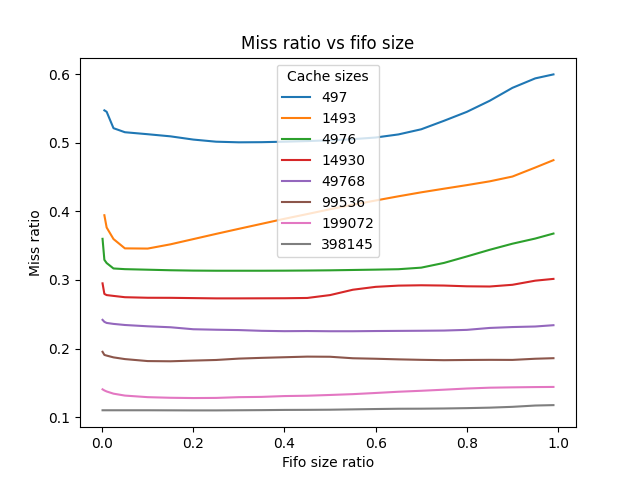 Miss ratio vs fifo size
Cache sizes
497
1493
4976
14930
49768
99536
199072
398145
Miss ratio
0.6
0.5
0.4
0.3
0.2
0.1
0.0 0.2 0.4 0.6 0.8 1.0
Fifo size ratio